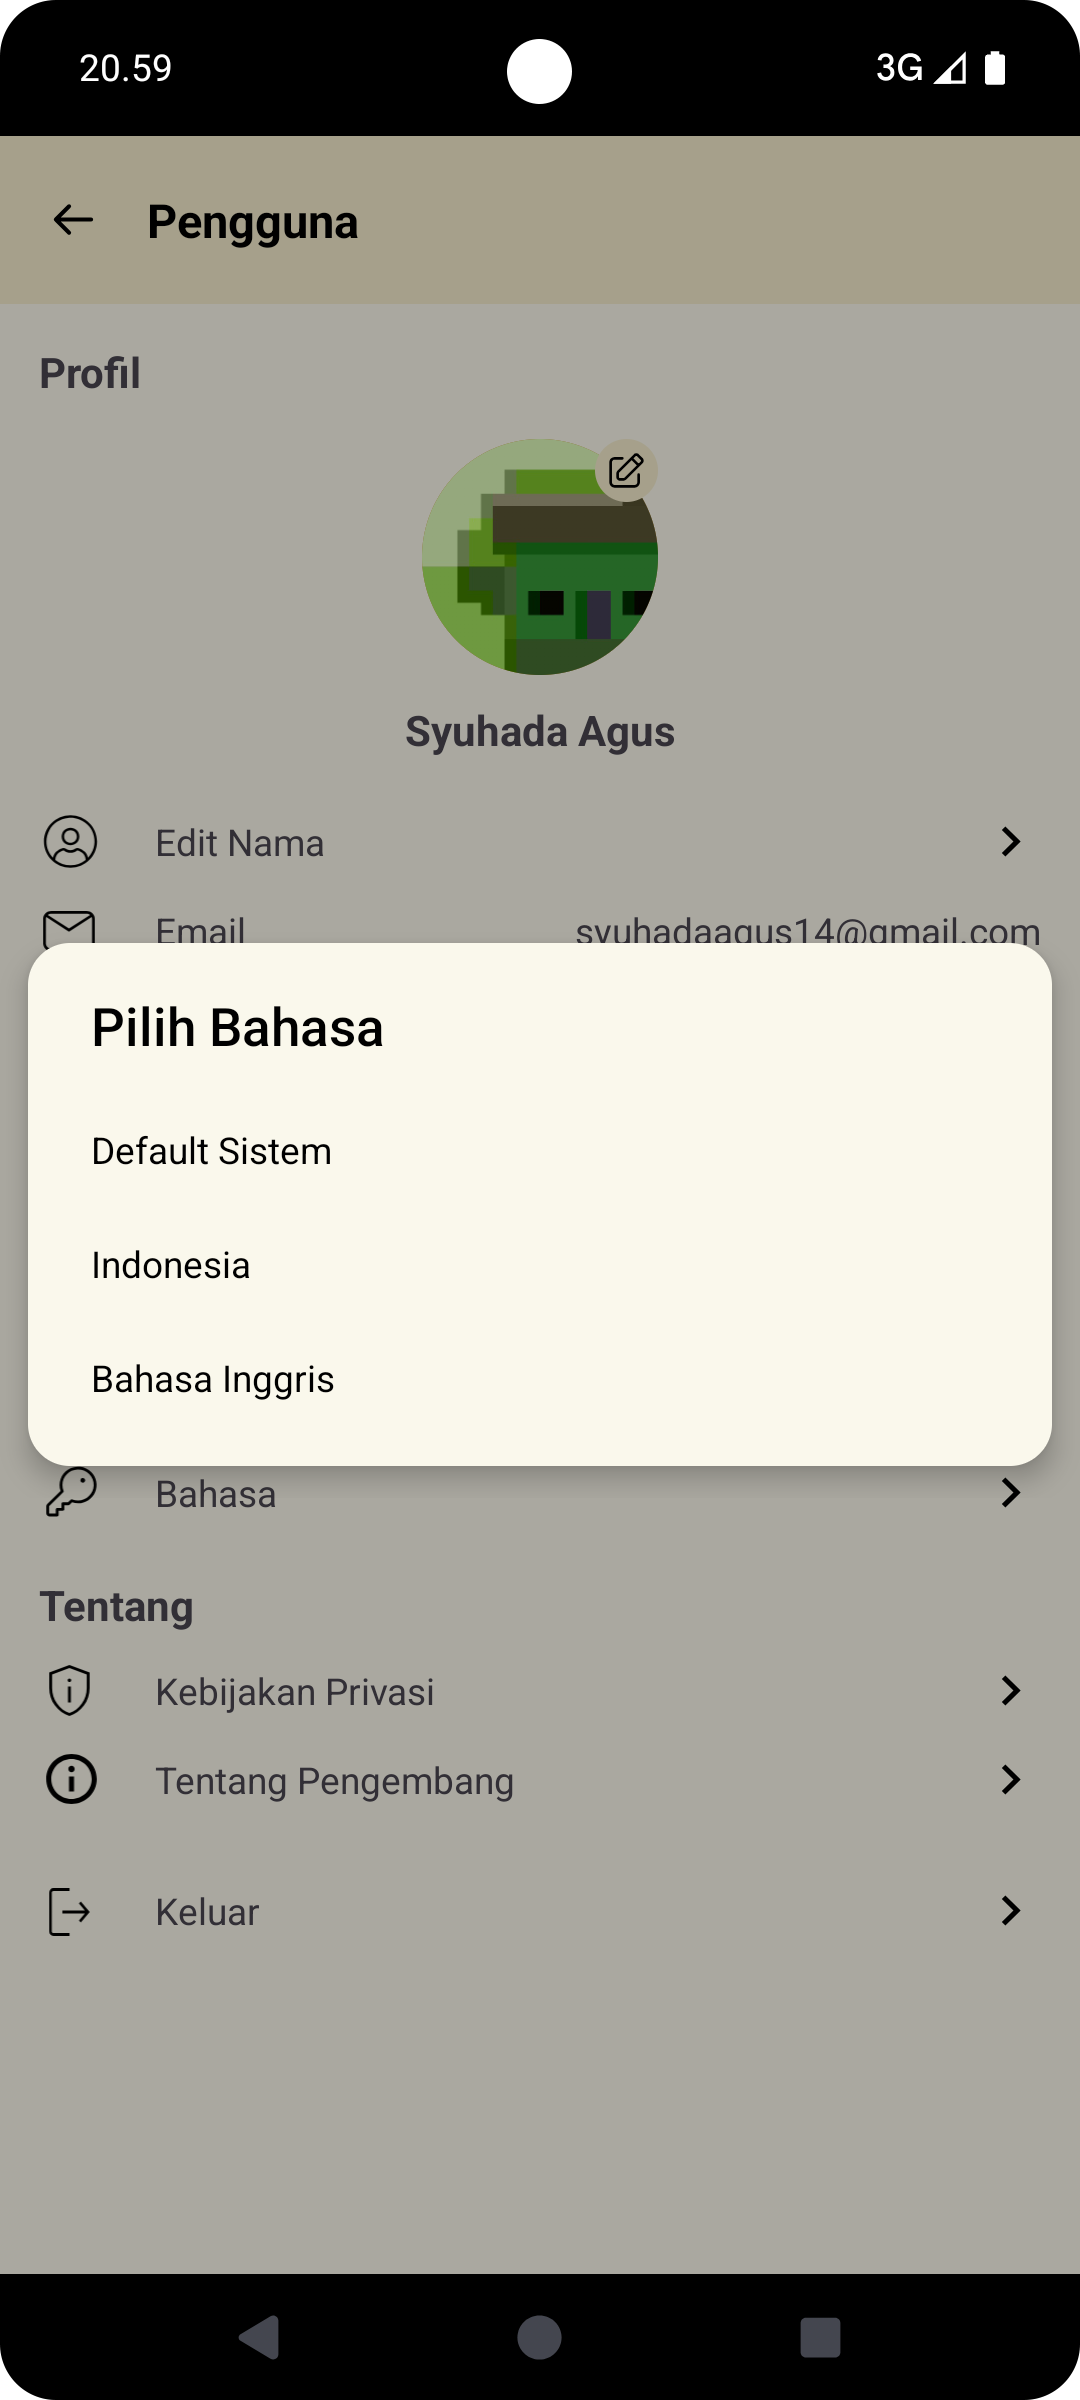 20.59
3G
Pengguna
Profil
Syuhada Agus
Edit Nama
Email
syuhadaagus14@gmail.com
Pilih Bahasa
Default Sistem
Indonesia
Bahasa Inggris
Bahasa
Tentang
Kebijakan Privasi
Tentang Pengembang
Keluar